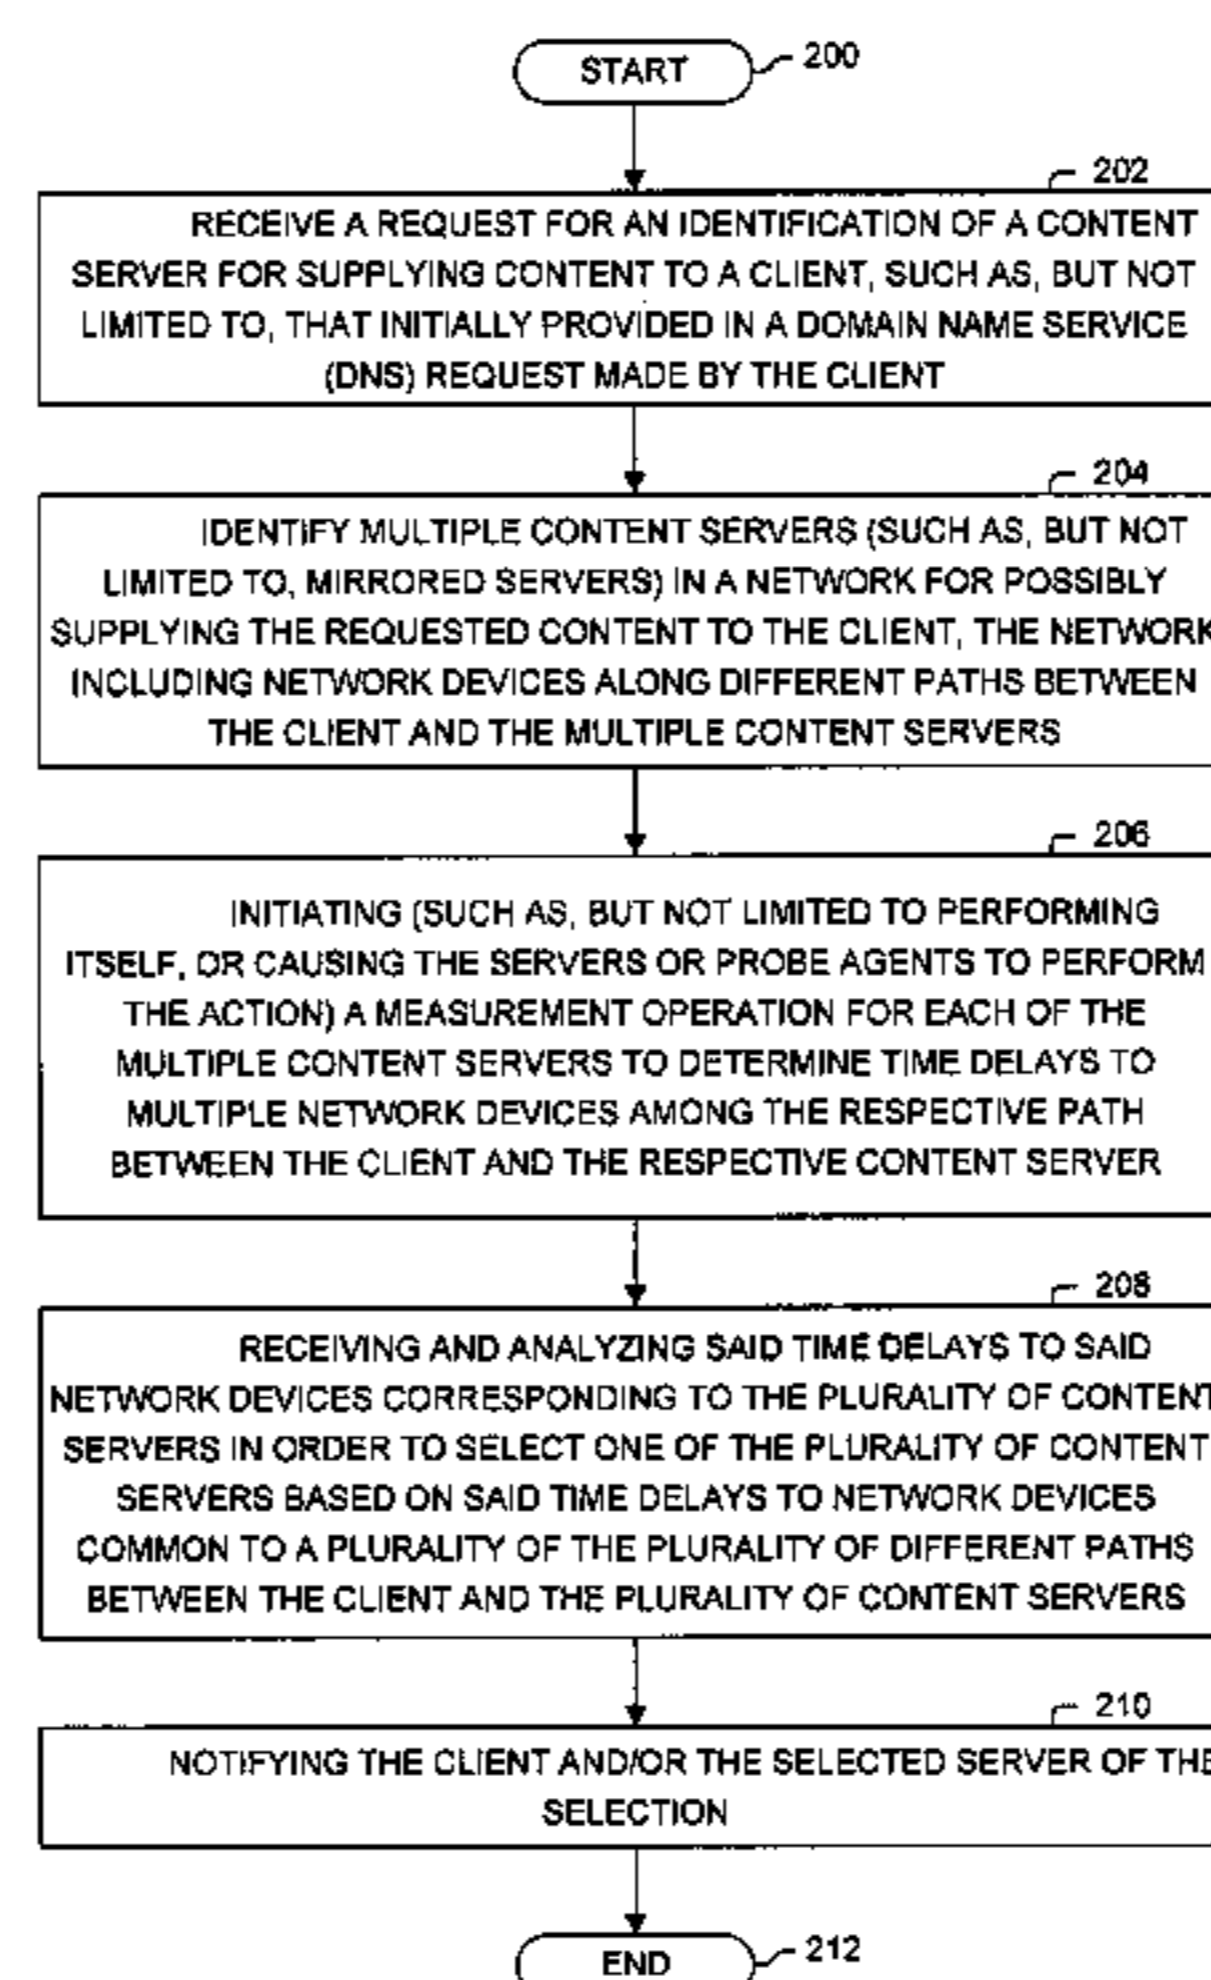 START
200
202
RECEIVE A REQUEST FOR AN IDENTIFICATION OF A CONTENT
SERVER FOR SUPPLYING CONTENT TO A CLIENT, SUCH AS, BUT NOT
LIMITED TO, THAT INITIALLY PROVIDED IN A DOMAIN NAME SERVICE
(DNS) REQUEST MADE BY THE CLIENT
204
IDENTIFY MULTIPLE CONTENT SERVERS (SUCH AS, BUT NOT
LIMITED TO, MIRRORED SERVERS) IN A NETWORK FOR POSSIBLY
SUPPLYING THE REQUESTED CONTENT TO THE CLIENT, THE NETWORK
INCLUDING NETWORK DEVICES ALONG DIFFERENT PATHS BETWEEN
THE CLIENT AND THE MULTIPLE CONTENT SERVERS
206
INITIATING (SUCH AS, BUT NOT LIMITED TO PERFORMING
ITSELF, OR CAUSING THE SERVERS OR PROBE AGENTS TO PERFORM
THE ACTION) A MEASUREMENT OPERATION FOR EACH OF THE
MULTIPLE CONTENT SERVERS TO DETERMINE TIME DELAYS TO
MULTIPLE NETWORK DEVICES AMONG THE RESPECTIVE PATH
BETWEEN THE CLIENT AND THE RESPECTIVE CONTENT SERVER
208
RECEIVING AND ANALYZING SAID TIME DELAYS TO SAID
NETWORK DEVICES CORRESPONDING TO THE PLURALITY OF CONTENT
SERVERS IN ORDER TO SELECT ONE OF THE PLURALITY OF CONTENT
SERVERS BASED ON SAID TIME DELAYS TO NETWORK DEVICES
COMMON TO A PLURALITY OF THE PLURALITY OF DIFFERENT PATHS
BETWEEN THE CLIENT AND THE PLURALITY OF CONTENT SERVERS
210
NOTIFYING THE CLIENT AND/OR THE SELECTED SERVER OF THE
SELECTION
END
212